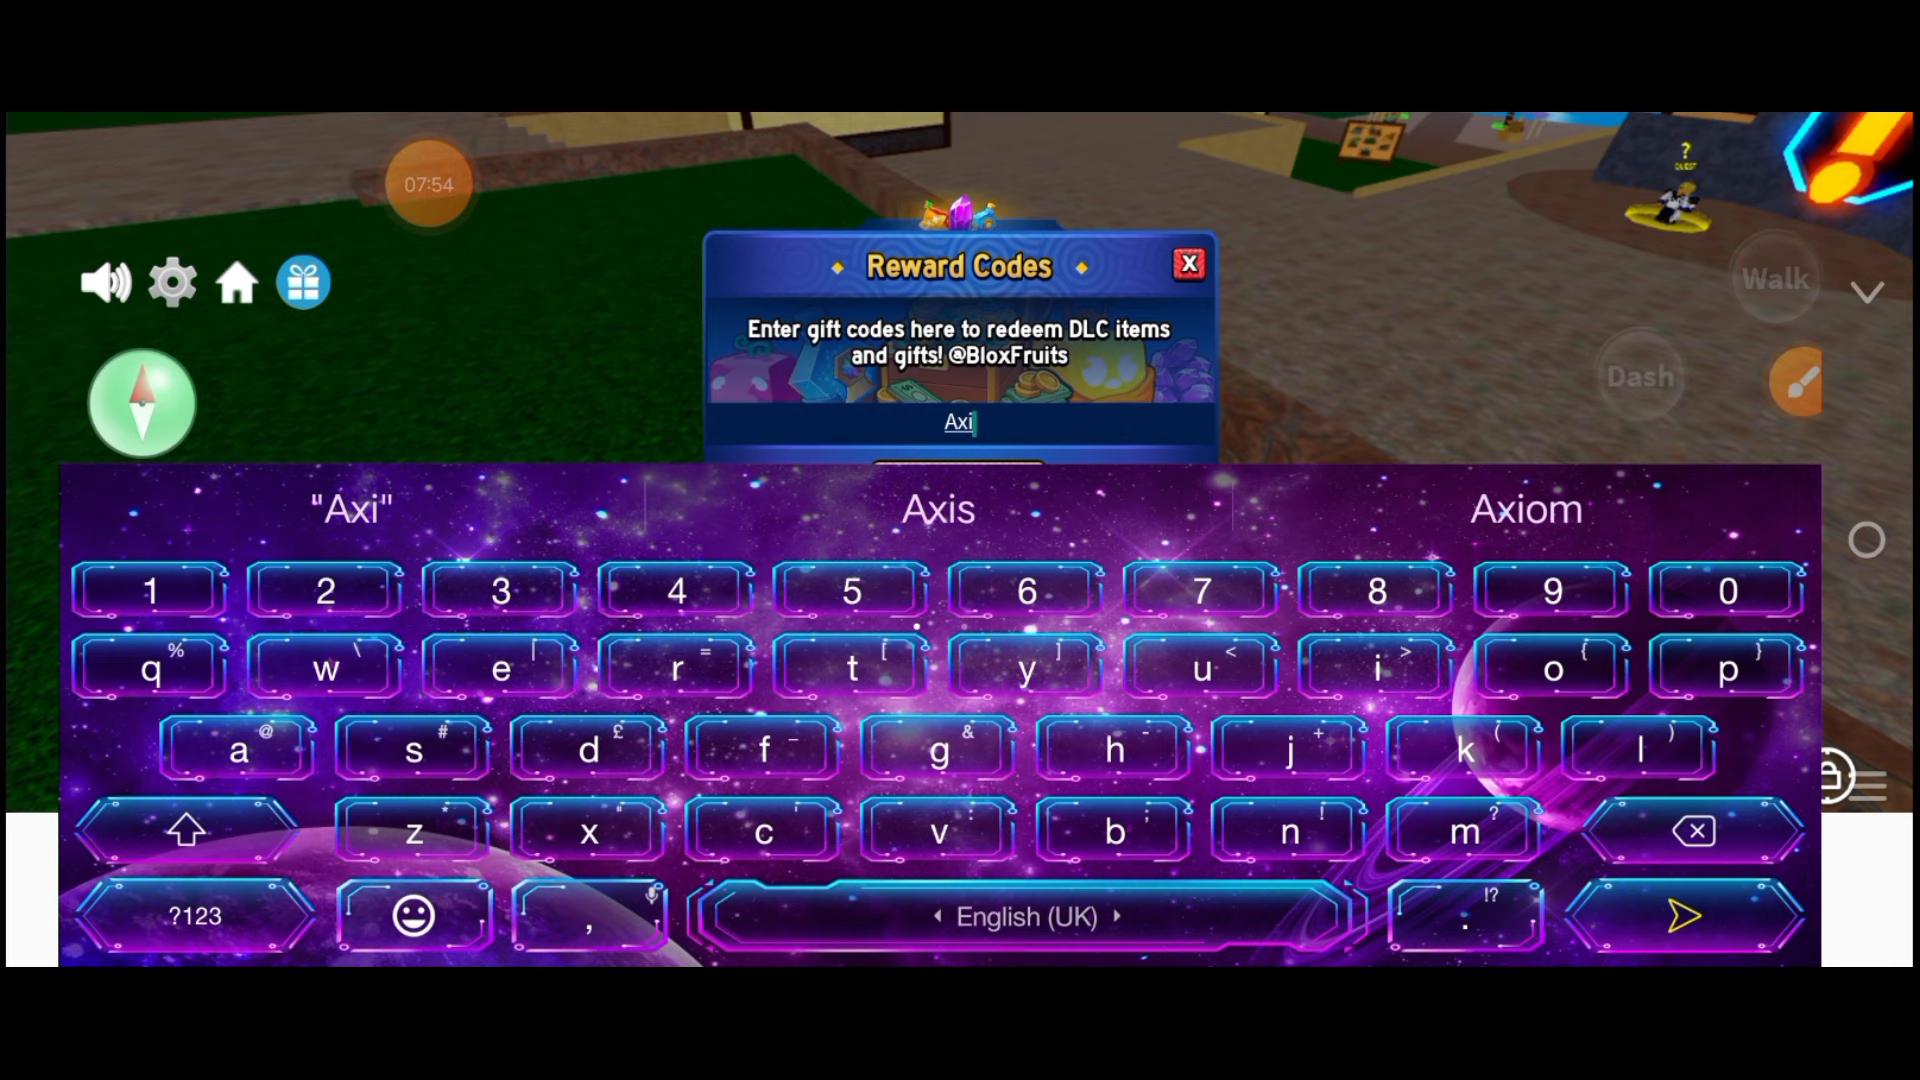 07:54
?
QUEST
Reward Codes
X
Enter gift codes here to redeem DLC items
and gifts! @BloxFruits
Axi
Walk
Dash
"Axi" Axis Axiom
1 2 3 4 5 6 7 8 9 0
q % w \ e | r = t [ y ] u < i > o { p }
a @ s # d £ f _ g & h - j + k ( l )
z * x " c ' v : b ; n ! m ?
?123 , English (UK) . !?